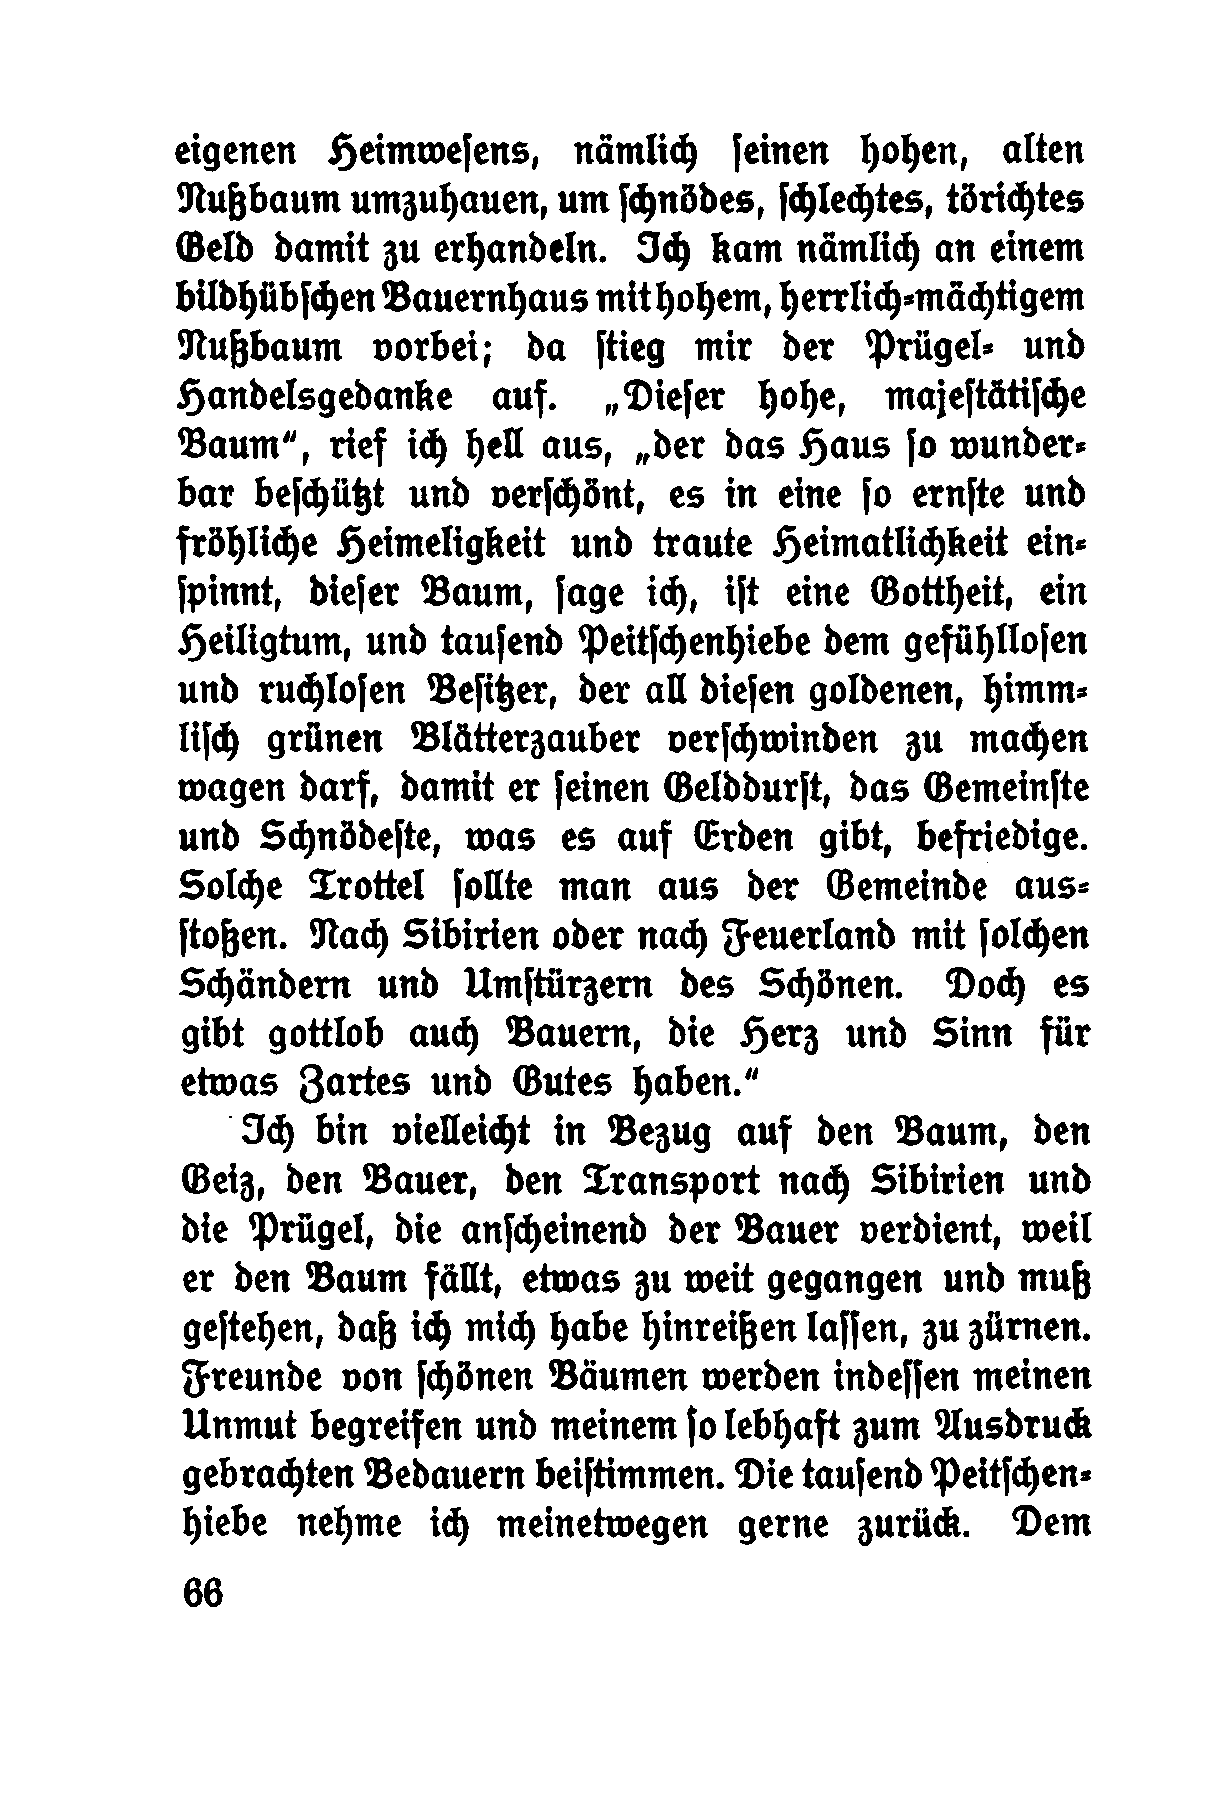 eigenen Heimweſens, nämlich ſeinen hohen, alten
Nußbaum umzuhauen, um ſchnödes, ſchlechtes, törichtes
Geld damit zu erhandeln. Ich kam nämlich an einem
bildhübſchen Bauernhaus mit hohem, herrlich-mächtigem
Nußbaum vorbei; da ſtieg mir der Prügel- und
Handelsgedanke auf. „Dieſer hohe, majeſtätiſche
Baum“, rief ich hell aus, „der das Haus ſo wunder-
bar beſchützt und verſchönt, es in eine ſo ernſte und
fröhliche Heimeligkeit und traute Heimatlichkeit ein-
ſpinnt, dieſer Baum, ſage ich, iſt eine Gottheit, ein
Heiligtum, und tauſend Peitſchenhiebe dem gefühlloſen
und ruchloſen Beſitzer, der all dieſen goldenen, himm-
liſch grünen Blätterzauber verſchwinden zu machen
wagen darf, damit er ſeinen Gelddurſt, das Gemeinſte
und Schnödeſte, was es auf Erden gibt, befriedige.
Solche Trottel ſollte man aus der Gemeinde aus-
ſtoßen. Nach Sibirien oder nach Feuerland mit ſolchen
Schändern und Umſtürzern des Schönen. Doch es
gibt gottlob auch Bauern, die Herz und Sinn für
etwas Zartes und Gutes haben.“
Ich bin vielleicht in Bezug auf den Baum, den
Geiz, den Bauer, den Transport nach Sibirien und
die Prügel, die anſcheinend der Bauer verdient, weil
er den Baum fällt, etwas zu weit gegangen und muß
geſtehen, daß ich mich habe hinreißen laſſen, zu zürnen.
Freunde von ſchönen Bäumen werden indeſſen meinen
Unmut begreifen und meinem ſo lebhaft zum Ausdruck
gebrachten Bedauern beiſtimmen. Die tauſend Peitſchen-
hiebe nehme ich meinetwegen gerne zurück. Dem
66